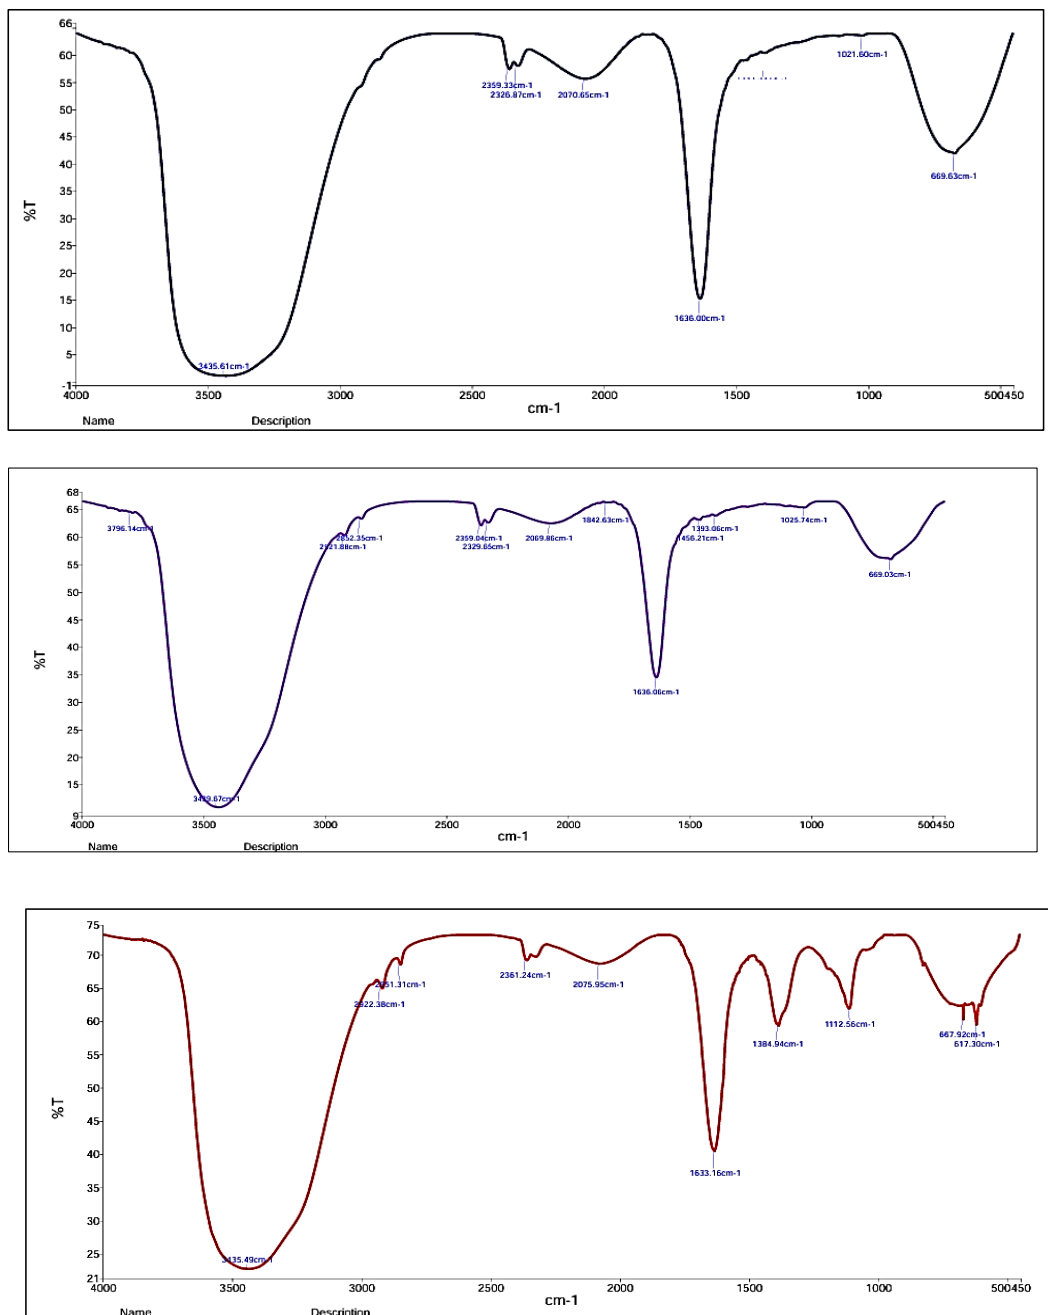 66
60
55
50
45
40
35
30
25
20
15
10
5
-1
%T
2359.33cm-1
2326.87cm-1
2070.65cm-1
1021.60cm-1
669.63cm-1
1636.00cm-1
3435.61cm-1
4000 3500 3000 2500 2000 1500 1000 500450
cm-1
Name Description
68
65
60
55
50
45
40
35
30
25
20
15
9
%T
3796.14cm-1
2852.35cm-1
2921.88cm-1
2359.04cm-1
2329.65cm-1
2069.86cm-1
1842.63cm-1
1393.06cm-1
1456.21cm-1
1025.74cm-1
669.03cm-1
1636.06cm-1
3439.67cm-1
4000 3500 3000 2500 2000 1500 1000 500450
cm-1
Name Description
75
70
65
60
55
50
45
40
35
30
25
21
%T
2851.31cm-1
2922.38cm-1
2361.24cm-1
2075.95cm-1
1384.94cm-1
1112.56cm-1
667.92cm-1
617.30cm-1
1633.16cm-1
3435.49cm-1
4000 3500 3000 2500 2000 1500 1000 500450
cm-1
Name Description